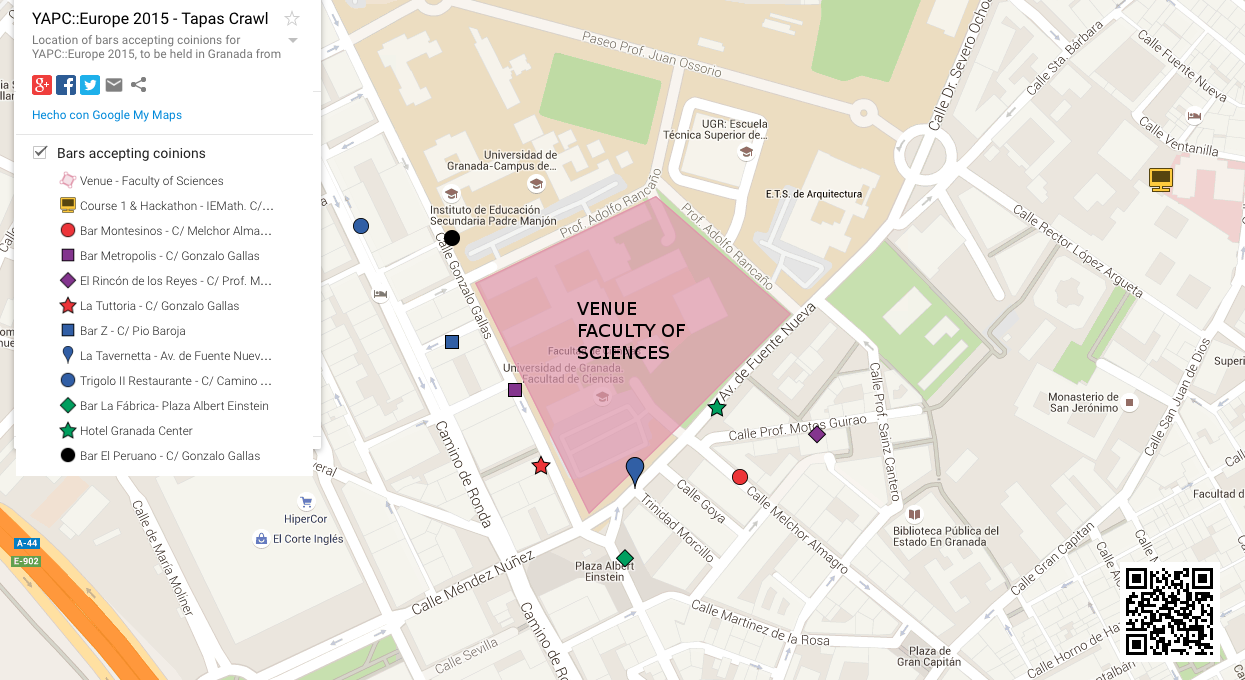 YAPC::Europe 2015 - Tapas Crawl
Location of bars accepting coinions for
YAPC::Europe 2015, to be held in Granada from
Hecho con Google My Maps
Bars accepting coinions
Venue - Faculty of Sciences
Course 1 & Hackathon - IEMath. C/...
Bar Montesinos - C/ Melchor Alma...
Bar Metropolis - C/ Gonzalo Gallas
El Rincón de los Reyes - C/ Prof. M...
La Tuttoria - C/ Gonzalo Gallas
Bar Z - C/ Pio Baroja
La Tavernetta - Av. de Fuente Nuev...
Trigolo II Restaurante - C/ Camino ...
Bar La Fábrica- Plaza Albert Einstein
Hotel Granada Center
Bar El Peruano - C/ Gonzalo Gallas
Paseo Prof. Juan Ossorio
Calle Dr. Severo Ochoa
Calle Sta. Bárbara
Calle Fuente Nueva
Calle Ventanilla
UGR: Escuela
Técnica Superior de...
Universidad de
Granada-Campus de...
E.T.S. de Arquitectura
Instituto de Educación
Secundaria Padre Manjón
Prof. Adolfo Rancaño
Prof. Adolfo Rancaño
Calle Rector López Argueta
Calle Gonzalo Gallas
VENUE
FACULTY OF
SCIENCES
Universidad de Granada
Facultad de Ciencias
Av. de Fuente Nueva
Calle Prof. Motos Guirao
Calle Prof. Sainz Cantero
Monasterio de
San Jerónimo
Calle San Juan de Dios
Superi
Camino de Ronda
Calle Goya
Trinidad Morcillo
Calle Melchor Almagro
Biblioteca Pública del
Estado En Granada
Facultad d
Calle Gran Capitán
HiperCor
El Corte Inglés
A-44
E-902
Calle de María Moliner
Calle Méndez Núñez
Plaza Albert
Einstein
Calle Martínez de la Rosa
Camino de Ro
Calle Sevilla
Plaza de
Gran Capitán
Calle Horno de Ha